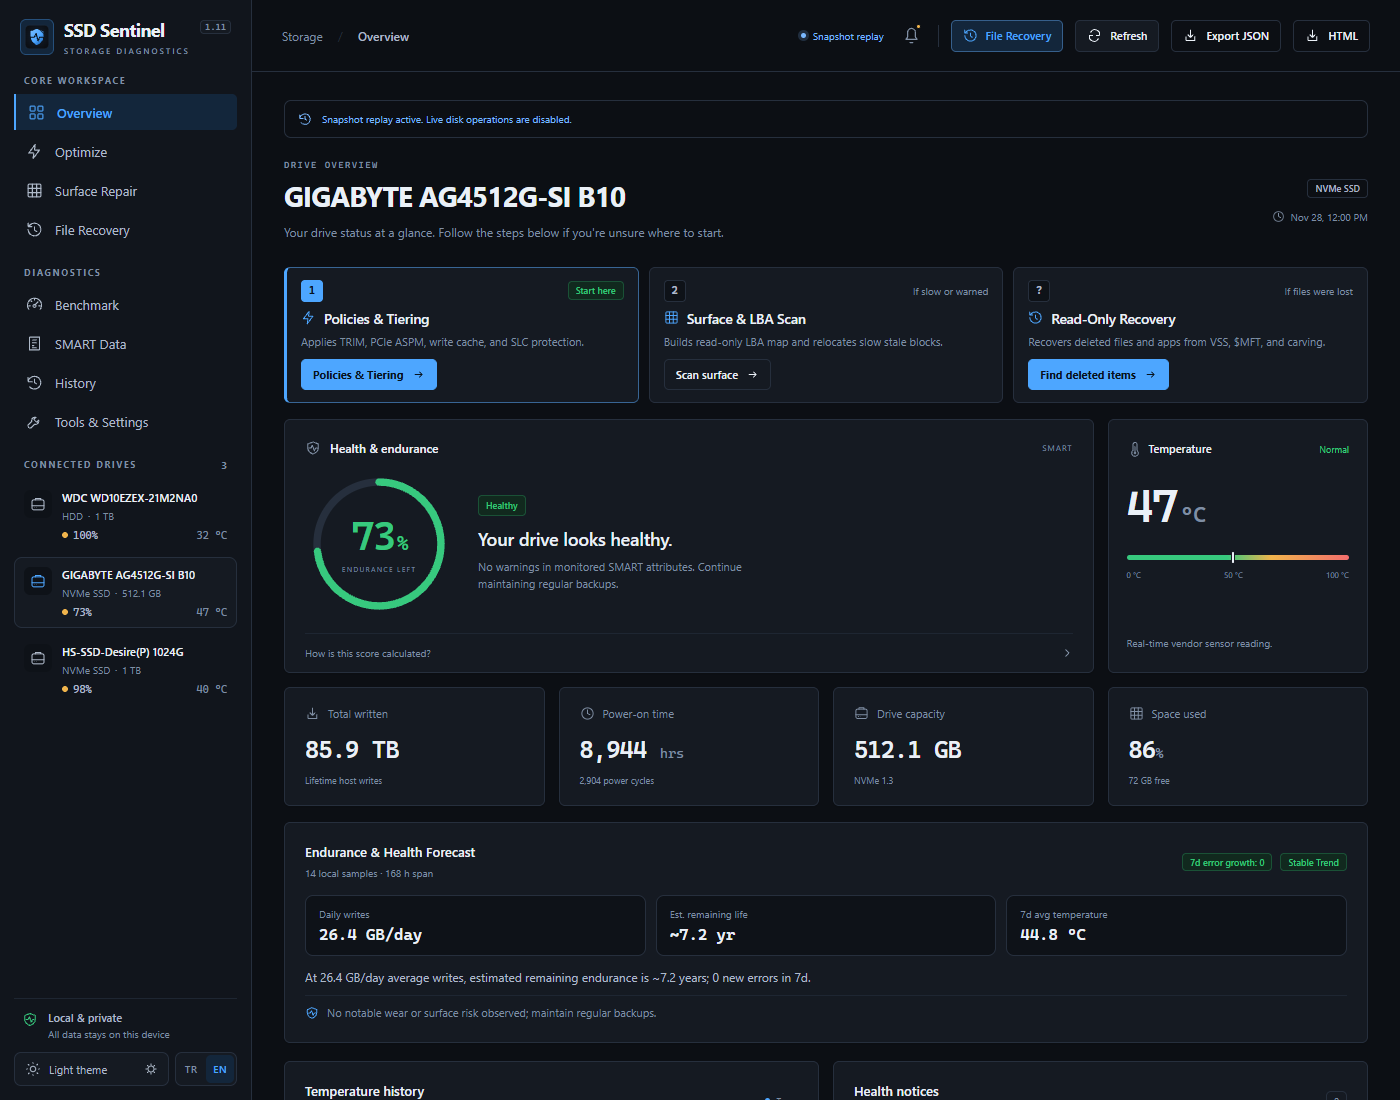 SSD Sentinel
1.11
STORAGE DIAGNOSTICS
CORE WORKSPACE
Overview
Optimize
Surface Repair
File Recovery
DIAGNOSTICS
Benchmark
SMART Data
History
Tools & Settings
CONNECTED DRIVES 3
WDC WD10EZEX-21M2NA0
HDD · 1 TB
100% 32 °C
GIGABYTE AG4512G-SI B10
NVMe SSD · 512.1 GB
73% 47 °C
HS-SSD-Desire(P) 1024G
NVMe SSD · 1 TB
98% 40 °C
Local & private
All data stays on this device
Light theme
TR EN
Storage / Overview
Snapshot replay
File Recovery
Refresh
Export JSON
HTML
Snapshot replay active. Live disk operations are disabled.
DRIVE OVERVIEW
GIGABYTE AG4512G-SI B10
Your drive status at a glance. Follow the steps below if you're unsure where to start.
NVMe SSD
Nov 28, 12:00 PM
1 Start here
Policies & Tiering
Applies TRIM, PCIe ASPM, write cache, and SLC protection.
Policies & Tiering →
2 If slow or warned
Surface & LBA Scan
Builds read-only LBA map and relocates slow stale blocks.
Scan surface →
? If files were lost
Read-Only Recovery
Recovers deleted files and apps from VSS, $MFT, and carving.
Find deleted items →
Health & endurance SMART
73%
ENDURANCE LEFT
Healthy
Your drive looks healthy.
No warnings in monitored SMART attributes. Continue
maintaining regular backups.
How is this score calculated?
Temperature Normal
47 °C
0 °C 50 °C 100 °C
Real-time vendor sensor reading.
Total written
85.9 TB
Lifetime host writes
Power-on time
8,944 hrs
2,904 power cycles
Drive capacity
512.1 GB
NVMe 1.3
Space used
86%
72 GB free
Endurance & Health Forecast
14 local samples · 168 h span
7d error growth: 0
Stable Trend
Daily writes
26.4 GB/day
Est. remaining life
~7.2 yr
7d avg temperature
44.8 °C
At 26.4 GB/day average writes, estimated remaining endurance is ~7.2 years; 0 new errors in 7d.
No notable wear or surface risk observed; maintain regular backups.
Temperature history
Health notices